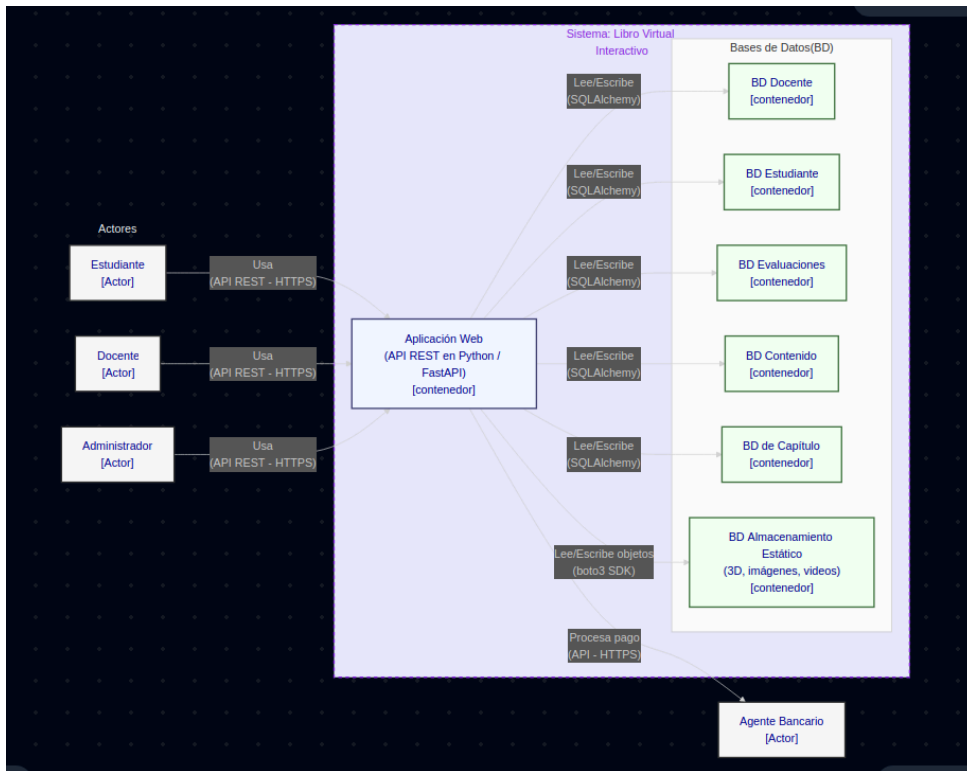 Sistema: Libro Virtual
Interactivo
Bases de Datos(BD)
Lee/Escribe
(SQLAlchemy)
BD Docente
[contenedor]
Lee/Escribe
(SQLAlchemy)
BD Estudiante
[contenedor]
Actores
Estudiante
[Actor]
Usa
(API REST - HTTPS)
Lee/Escribe
(SQLAlchemy)
BD Evaluaciones
[contenedor]
Docente
[Actor]
Usa
(API REST - HTTPS)
Aplicación Web
(API REST en Python /
FastAPI)
[contenedor]
Lee/Escribe
(SQLAlchemy)
BD Contenido
[contenedor]
Administrador
[Actor]
Usa
(API REST - HTTPS)
Lee/Escribe
(SQLAlchemy)
BD de Capítulo
[contenedor]
Lee/Escribe objetos
(boto3 SDK)
BD Almacenamiento
Estático
(3D, imágenes, videos)
[contenedor]
Procesa pago
(API - HTTPS)
Agente Bancario
[Actor]